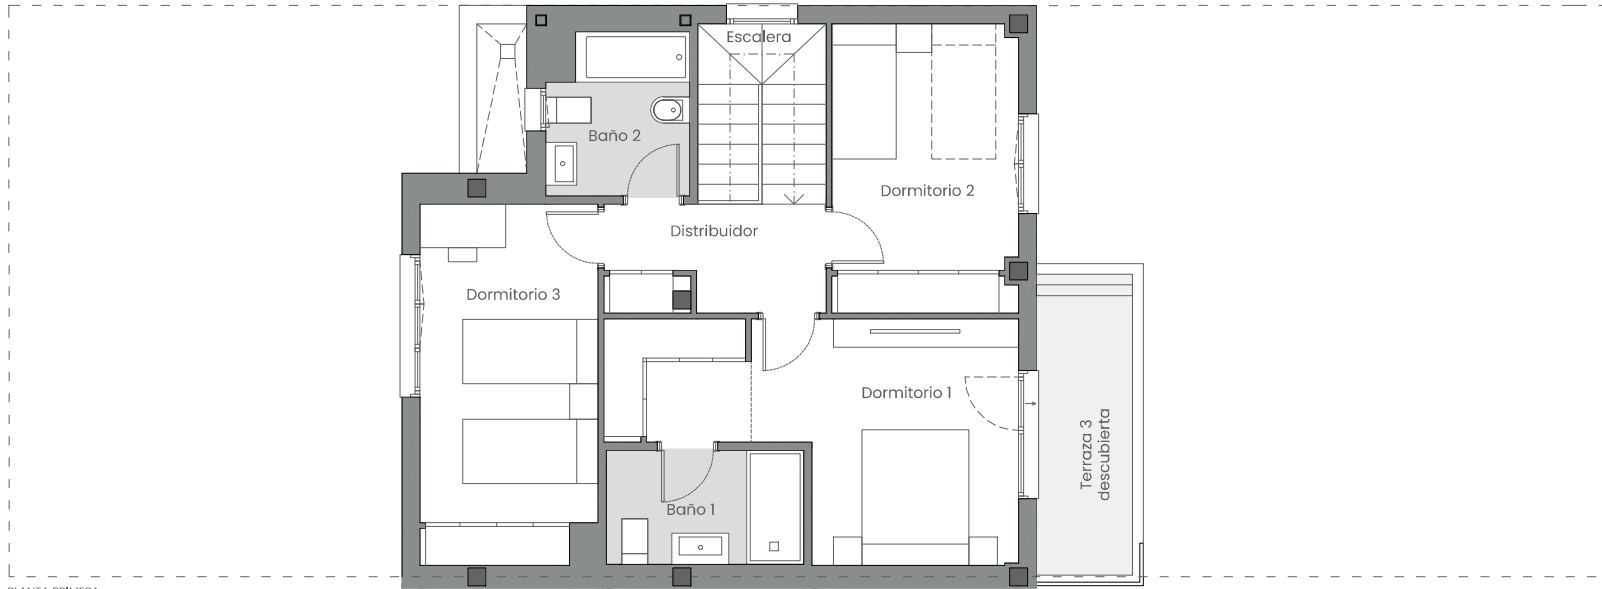 Escalera
Baño 2
Dormitorio 2
Distribuidor
Dormitorio 3
Dormitorio 1
Terraza 3
descubierta
Baño 1